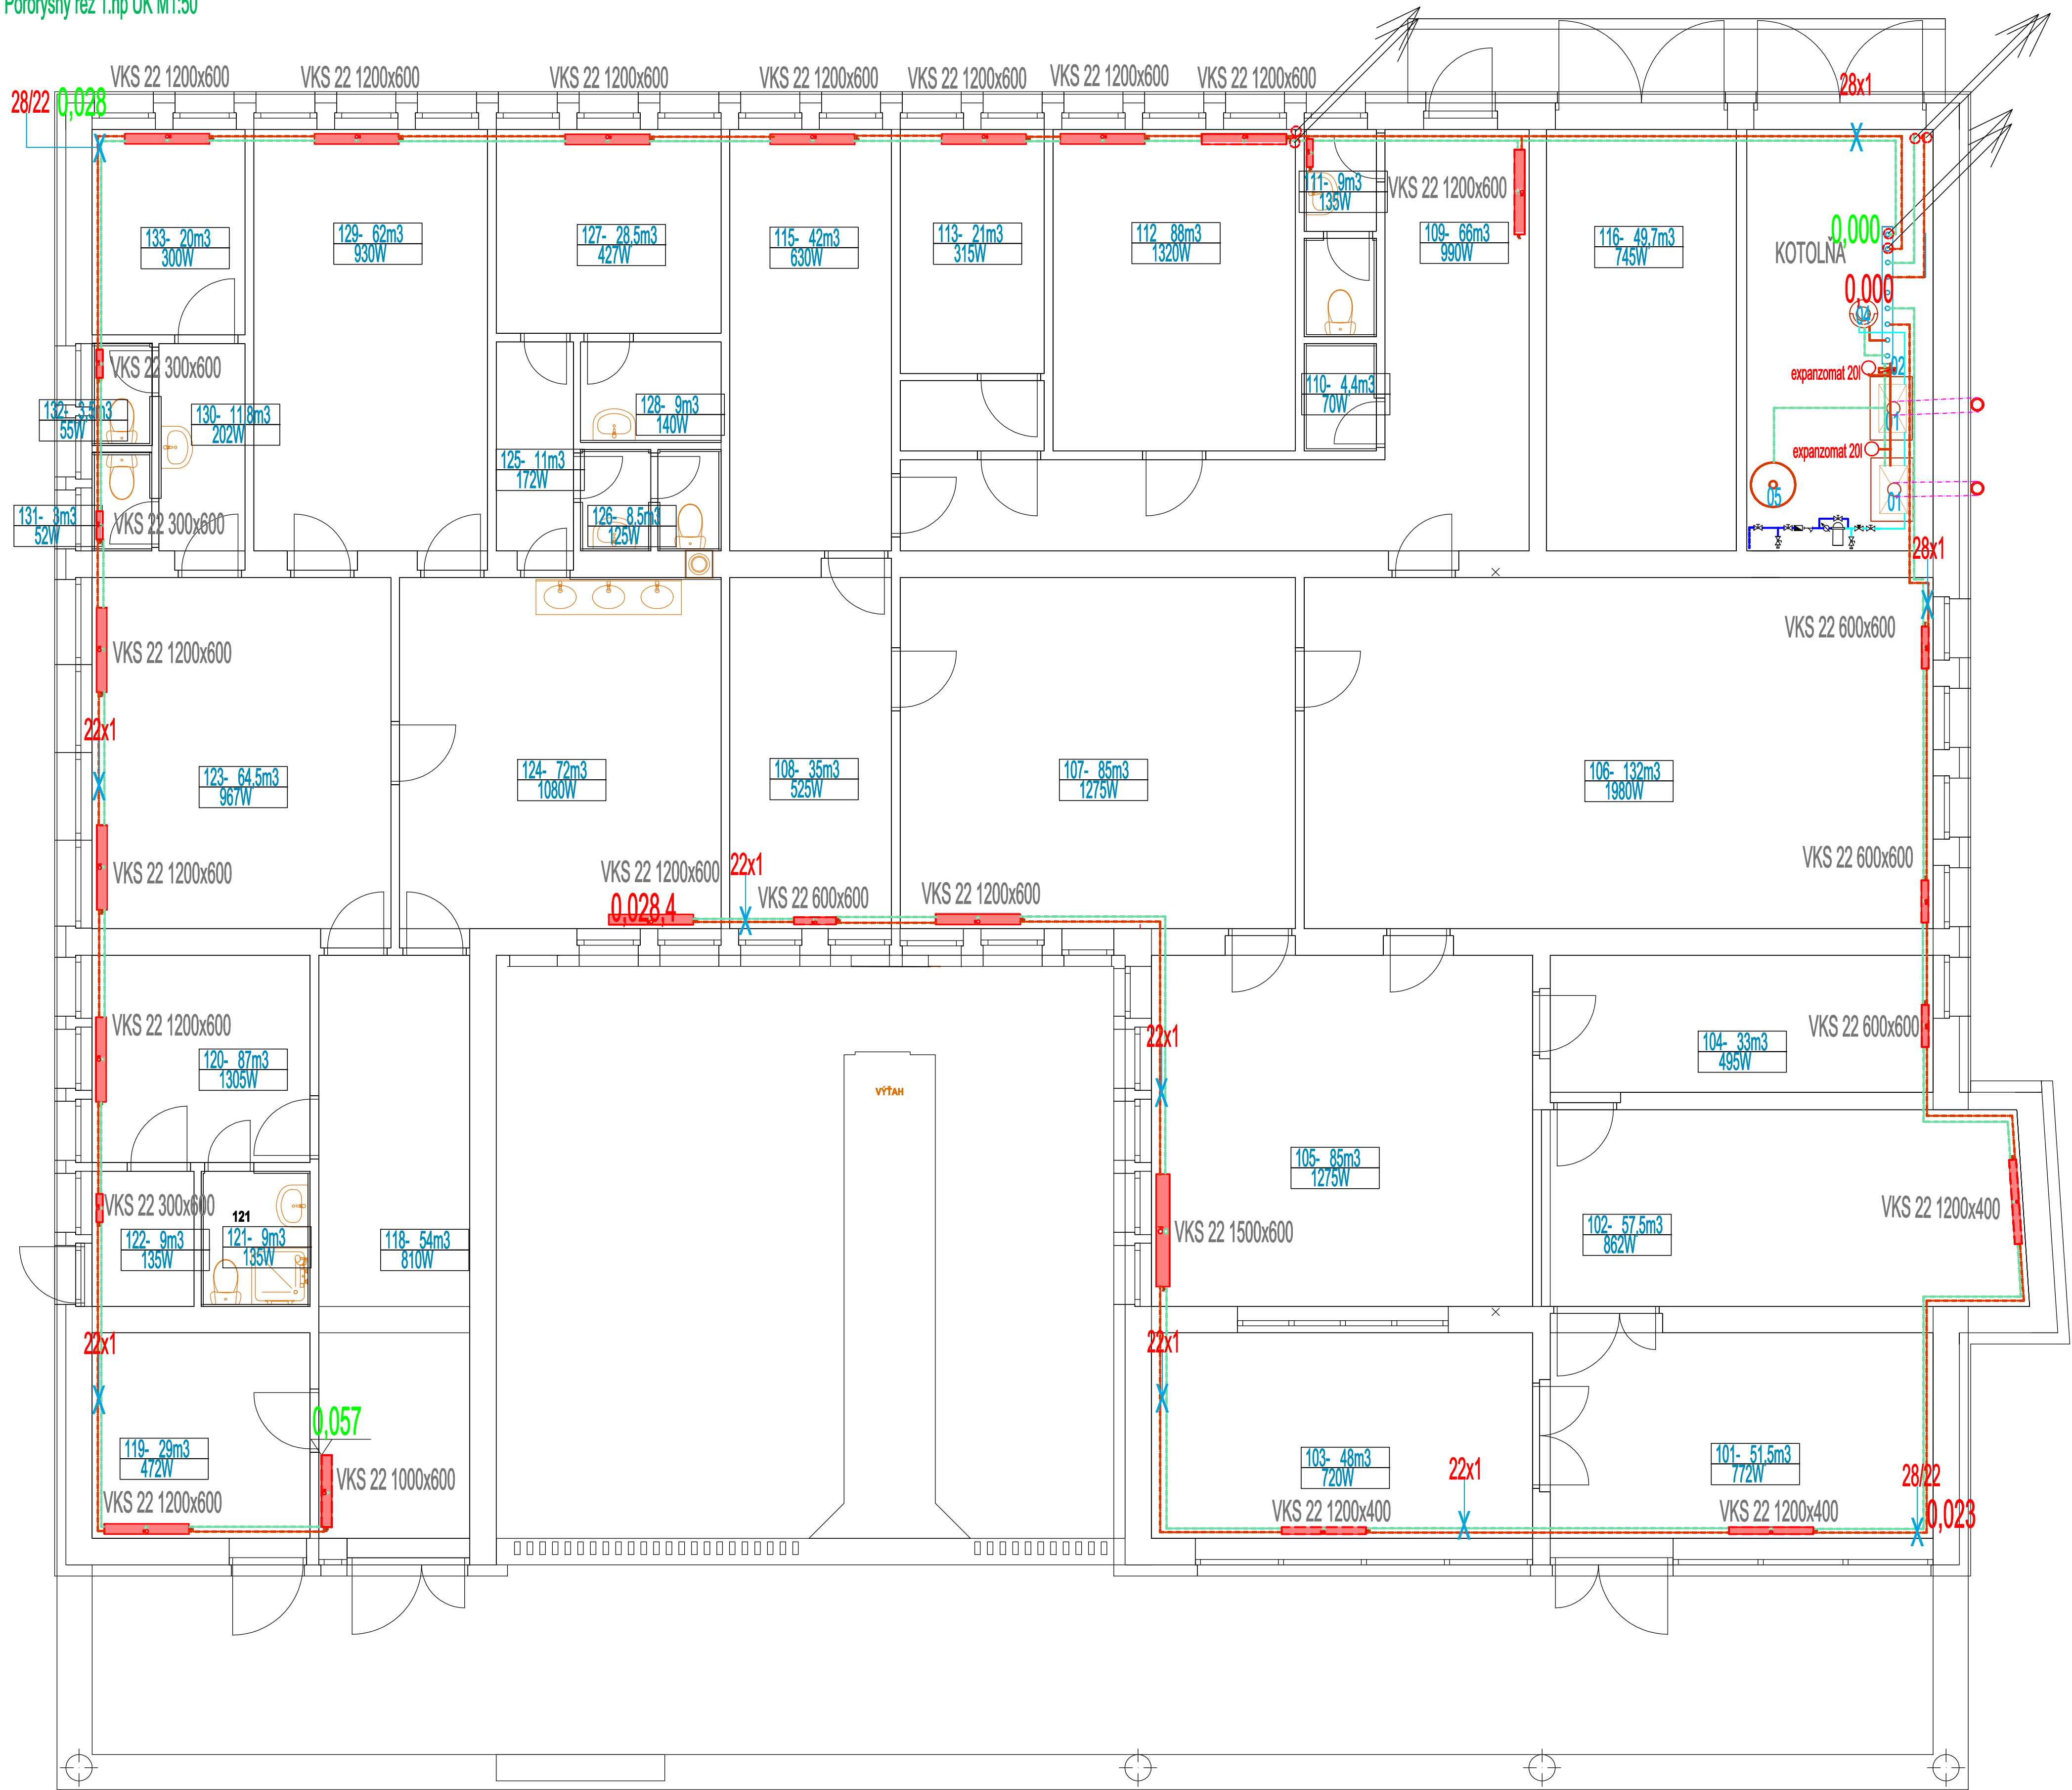 Pôrorysný rez 1.np ÚK M1:50
VKS 22 1200x600
VKS 22 1200x600
VKS 22 1200x600
VKS 22 1200x600
VKS 22 1200x600
VKS 22 1200x600
VKS 22 1200x600
28x1
28/22
0,028
111- 9m3
135W
VKS 22 1200x600
133- 20m3
300W
129- 62m3
930W
127- 28,5m3
427W
115- 42m3
630W
113- 21m3
315W
112 88m3
1320W
109- 66m3
990W
116- 49,7m3
745W
0,000
KOTOLŇA
0,000
04
VKS 22 300x600
02
expanzomat 20l
132- 3,5m3
55W
130- 11,8m3
202W
128- 9m3
140W
110- 4,4m3
70W
01
expanzomat 20l
125- 11m3
172W
05
01
131- 3m3
52W
VKS 22 300x600
126- 8,5m3
125W
28x1
VKS 22 1200x600
VKS 22 600x600
22x1
123- 64,5m3
967W
124- 72m3
1080W
108- 35m3
525W
107- 85m3
1275W
106- 132m3
1980W
VKS 22 1200x600
VKS 22 1200x600
22x1
VKS 22 600x600
VKS 22 1200x600
VKS 22 600x600
0,028,4
VKS 22 1200x600
22x1
VKS 22 600x600
120- 87m3
1305W
104- 33m3
495W
VÝŤAH
105- 85m3
1275W
VKS 22 300x600
121
VKS 22 1200x400
122- 9m3
135W
121- 9m3
135W
118- 54m3
810W
VKS 22 1500x600
102- 57,5m3
862W
22x1
22x1
0,057
119- 29m3
472W
VKS 22 1000x600
103- 48m3
720W
22x1
101- 51,5m3
772W
28/22
VKS 22 1200x600
VKS 22 1200x400
VKS 22 1200x400
0,023